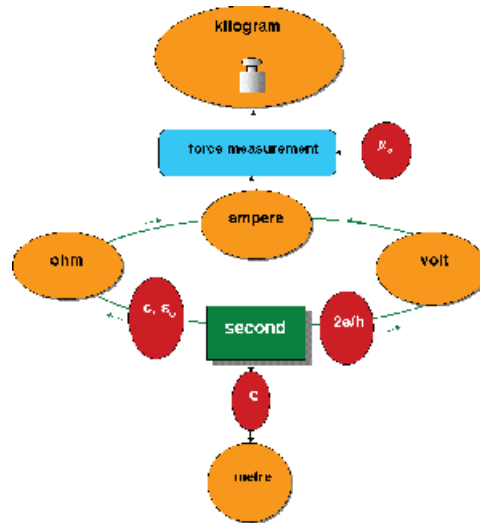 kilogram
force measurement
μ₀
ampere
ohm
volt
c, ε₀
second
2e/h
c
metre